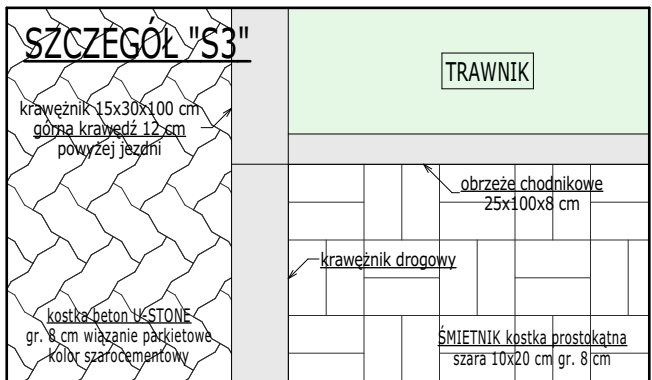 SZCZEGÓŁ "S3"
TRAWNIK
krawężnik 15x30x100 cm
górna krawędź 12 cm
powyżej jezdni
obrzeże chodnikowe
25x100x8 cm
krawężnik drogowy
kostka beton U-STONE
gr. 8 cm wiązanie parkietowe
kolor szarocementowy
ŚMIETNIK kostka prostokątna
szara 10x20 cm gr. 8 cm